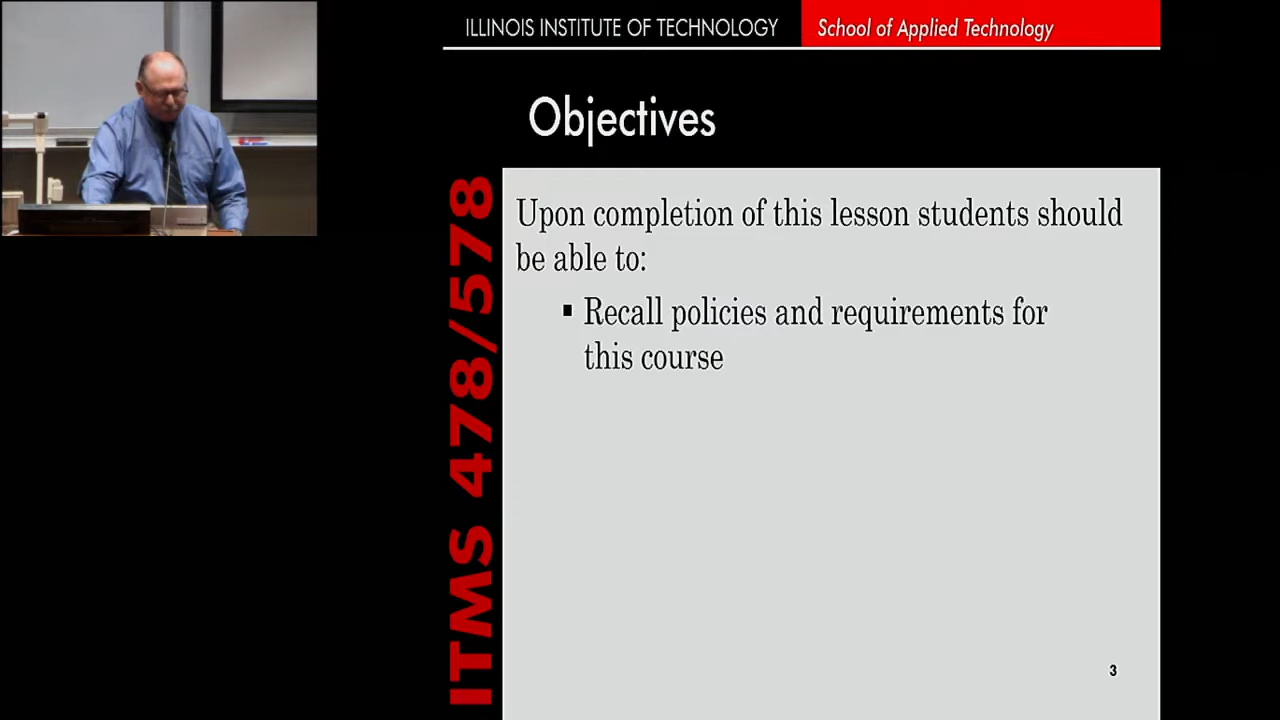 ILLINOIS INSTITUTE OF TECHNOLOGY
School of Applied Technology
Objectives
ITMS 478/578
Upon completion of this lesson students should
be able to:
▪ Recall policies and requirements for
this course
3